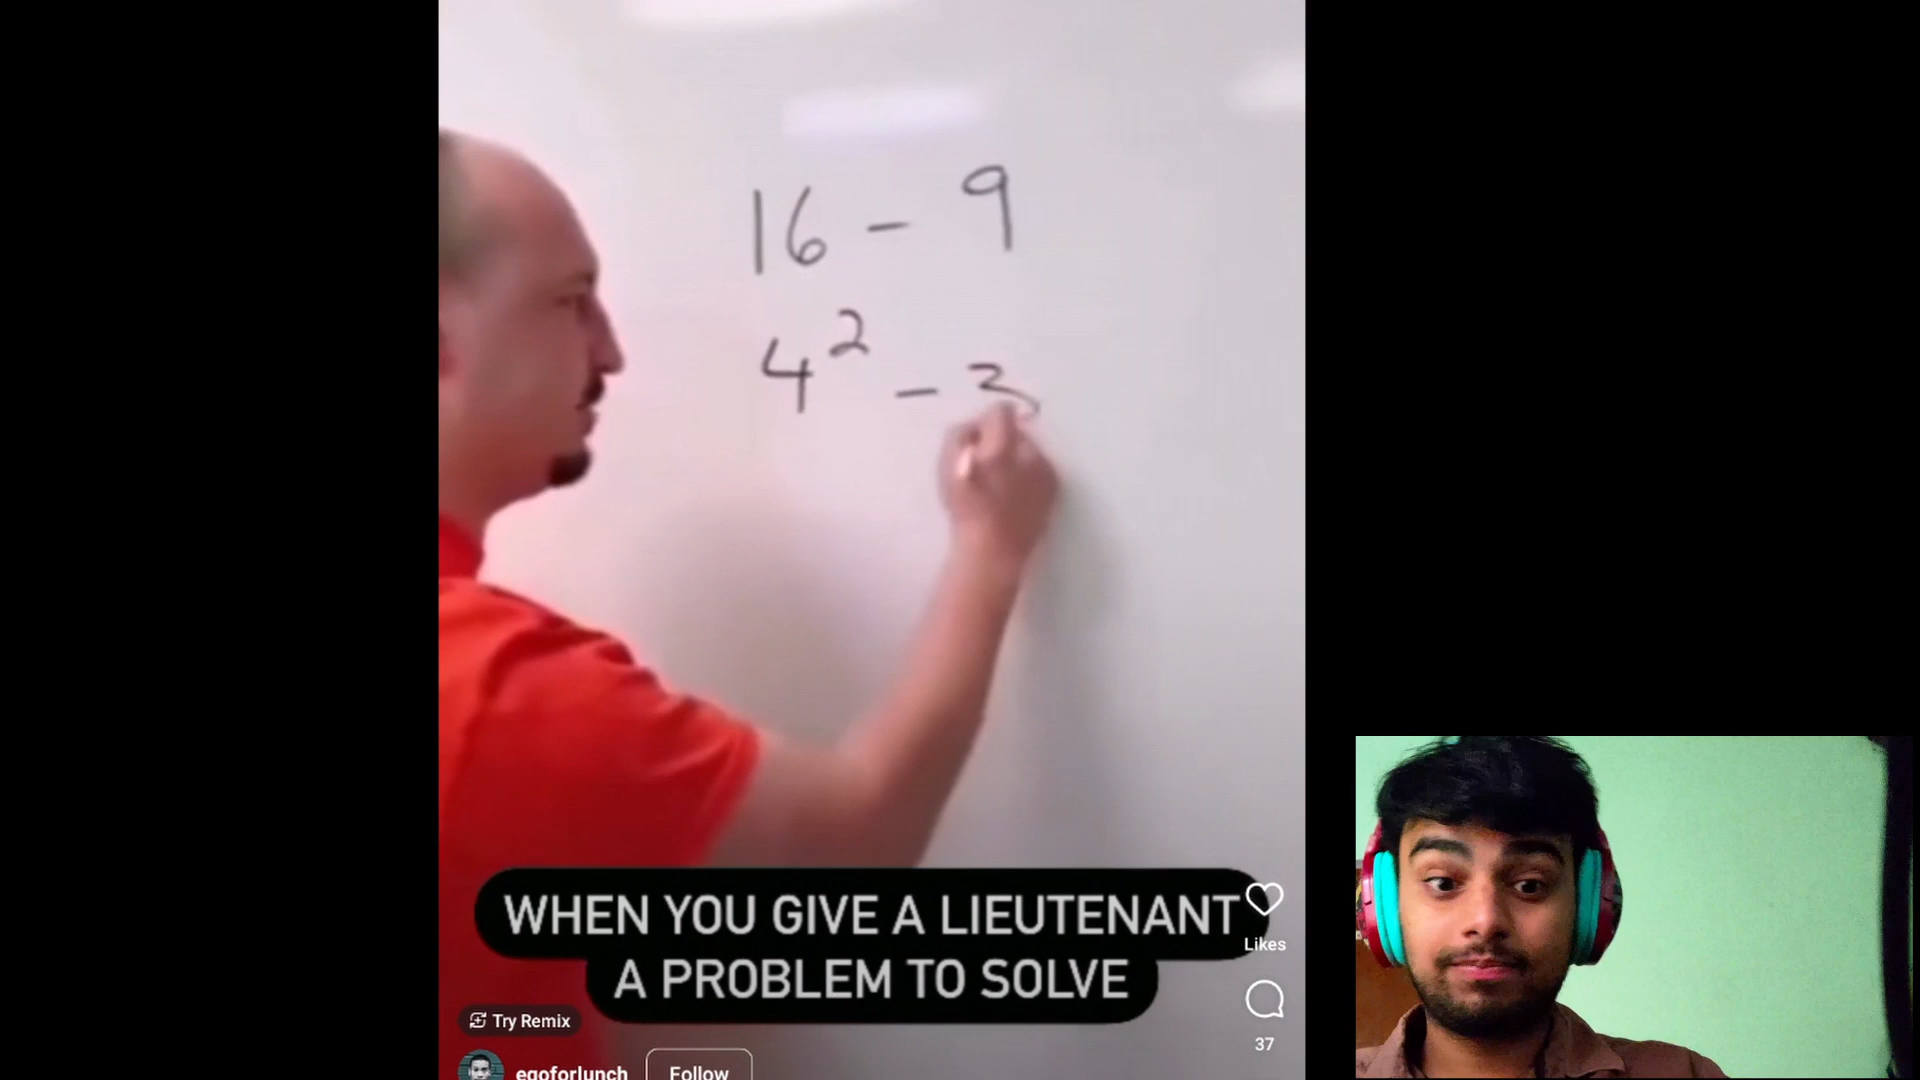 16 - 9
4² - 3
WHEN YOU GIVE A LIEUTENANT
A PROBLEM TO SOLVE
Likes
Try Remix
37
egoforlunch
Follow